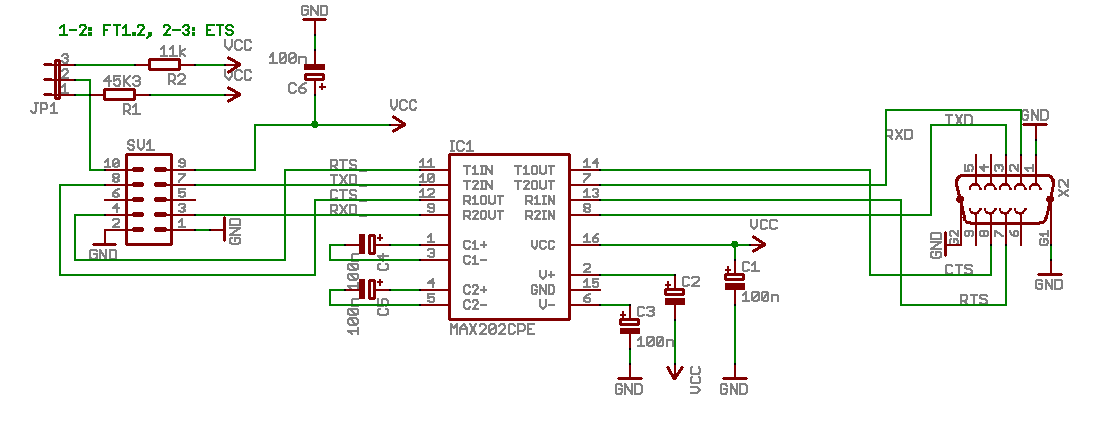 GND
1-2: FT1.2, 2-3: ETS
VCC
11k
3
R2
100n
C6
2
VCC
45K3
1
R1
JP1
VCC
GND
TXD
RXD
SV1
IC1
10
9
8
7
6
5
4
3
2
1
GND
GND
RTS_
TXD_
CTS_
RXD_
11
T1IN
T1OUT
14
10
T2IN
T2OUT
7
12
R1OUT
R1IN
13
9
R2OUT
R2IN
8
1
C1+
VCC
16
3
C1-
4
C2+
V+
2
GND
15
5
C2-
V-
6
MAX202CPE
C4
100n
C5
100n
VCC
C1
100n
C2
C3
100n
GND
VCC
GND
5
4
3
2
1
X2
9
8
7
6
G2
G1
GND
CTS
RTS
GND